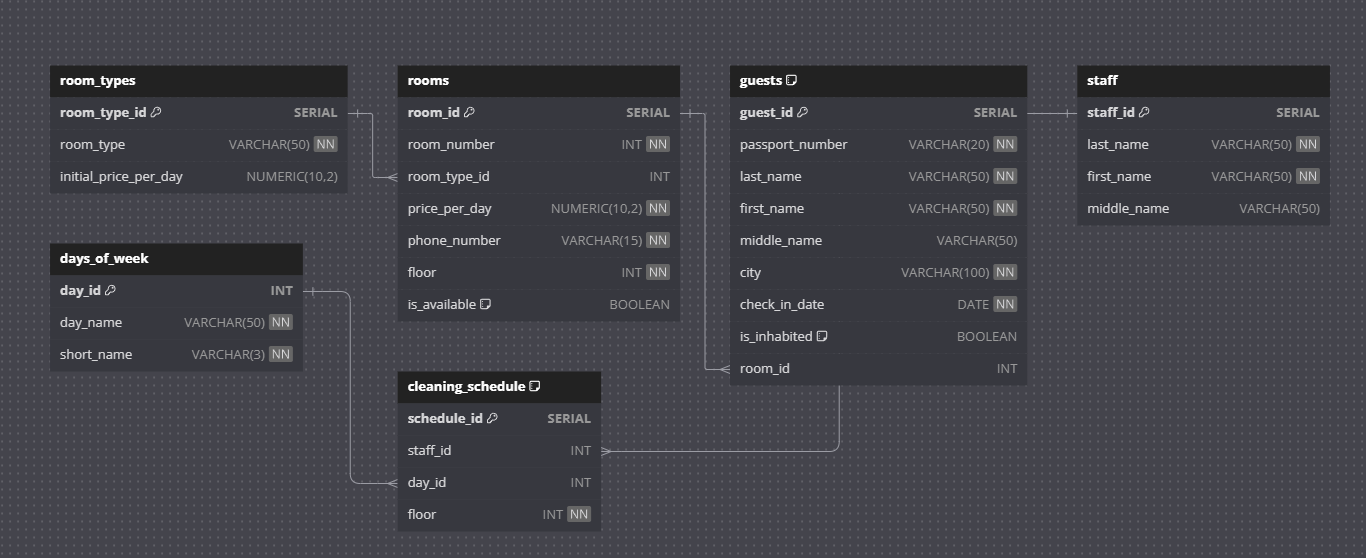 room_types
room_type_id SERIAL
room_type VARCHAR(50) NN
initial_price_per_day NUMERIC(10,2)
rooms
room_id SERIAL
room_number INT NN
room_type_id INT
price_per_day NUMERIC(10,2) NN
phone_number VARCHAR(15) NN
floor INT NN
is_available BOOLEAN
guests
guest_id SERIAL
passport_number VARCHAR(20) NN
last_name VARCHAR(50) NN
first_name VARCHAR(50) NN
middle_name VARCHAR(50)
city VARCHAR(100) NN
check_in_date DATE NN
is_inhabited BOOLEAN
room_id INT
staff
staff_id SERIAL
last_name VARCHAR(50) NN
first_name VARCHAR(50) NN
middle_name VARCHAR(50)
days_of_week
day_id INT
day_name VARCHAR(50) NN
short_name VARCHAR(3) NN
cleaning_schedule
schedule_id SERIAL
staff_id INT
day_id INT
floor INT NN